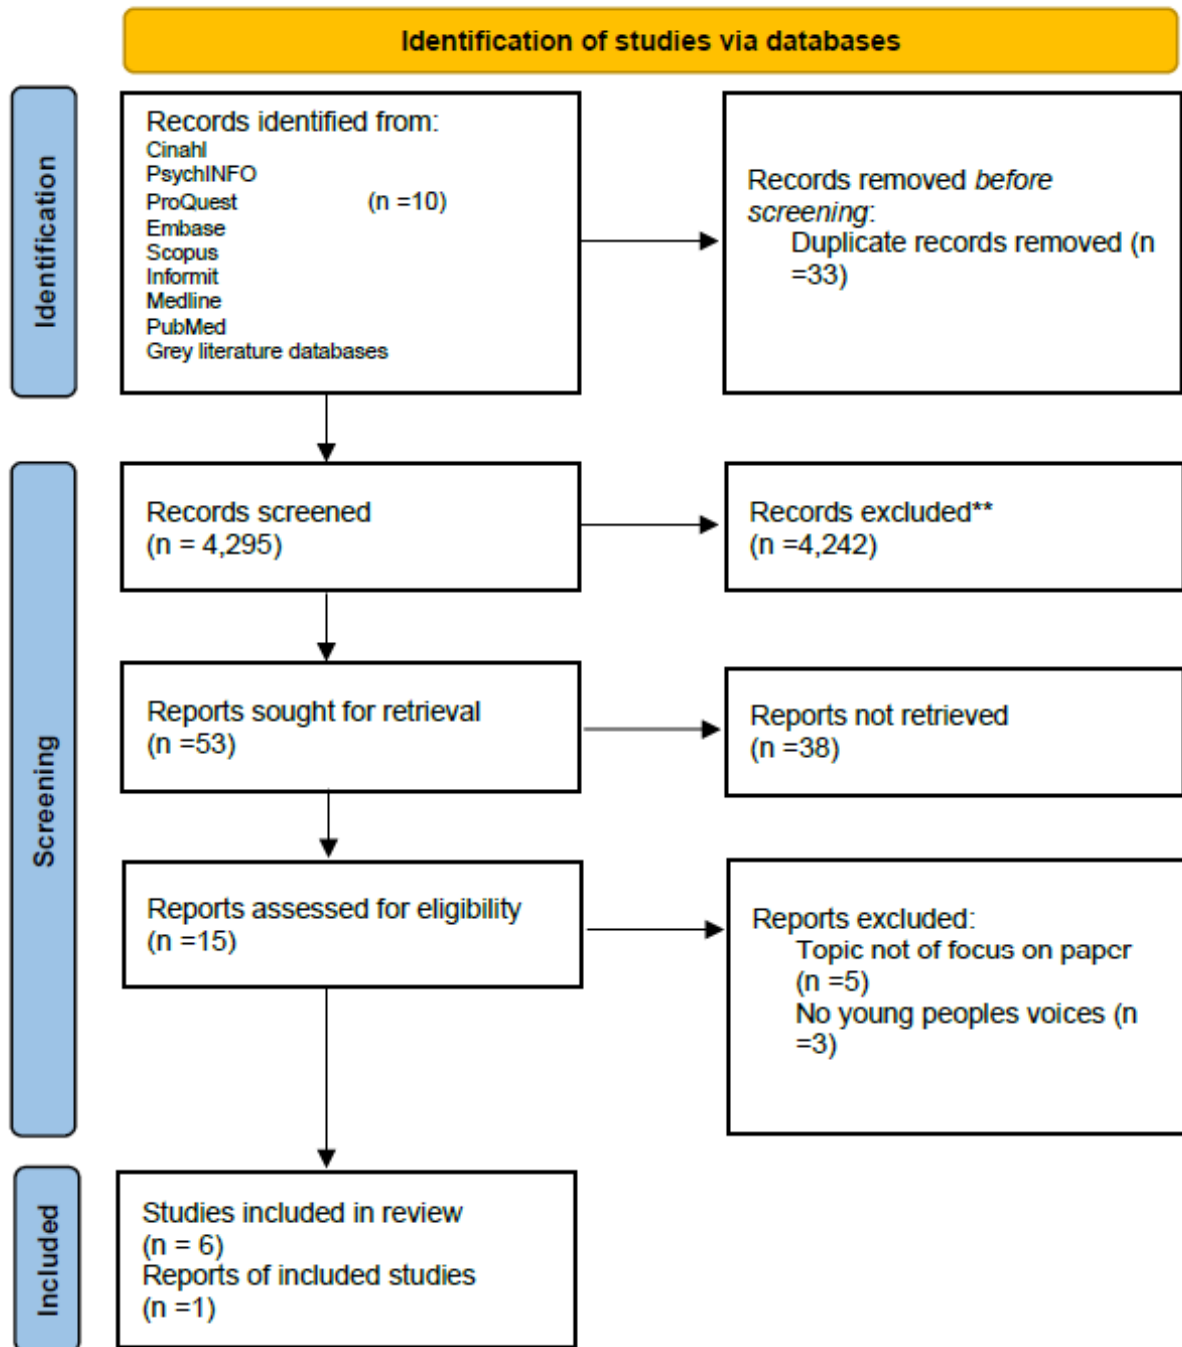 Identification of studies via databases
Identification
Records identified from:
Cinahl
PsychINFO
ProQuest (n =10)
Embase
Scopus
Informit
Medline
PubMed
Grey literature databases
Records removed before
screening:
Duplicate records removed (n
=33)
Screening
Records screened
(n = 4,295)
Records excluded**
(n =4,242)
Reports sought for retrieval
(n =53)
Reports not retrieved
(n =38)
Reports assessed for eligibility
(n =15)
Reports excluded:
Topic not of focus on paper
(n =5)
No young peoples voices (n
=3)
Included
Studies included in review
(n = 6)
Reports of included studies
(n =1)